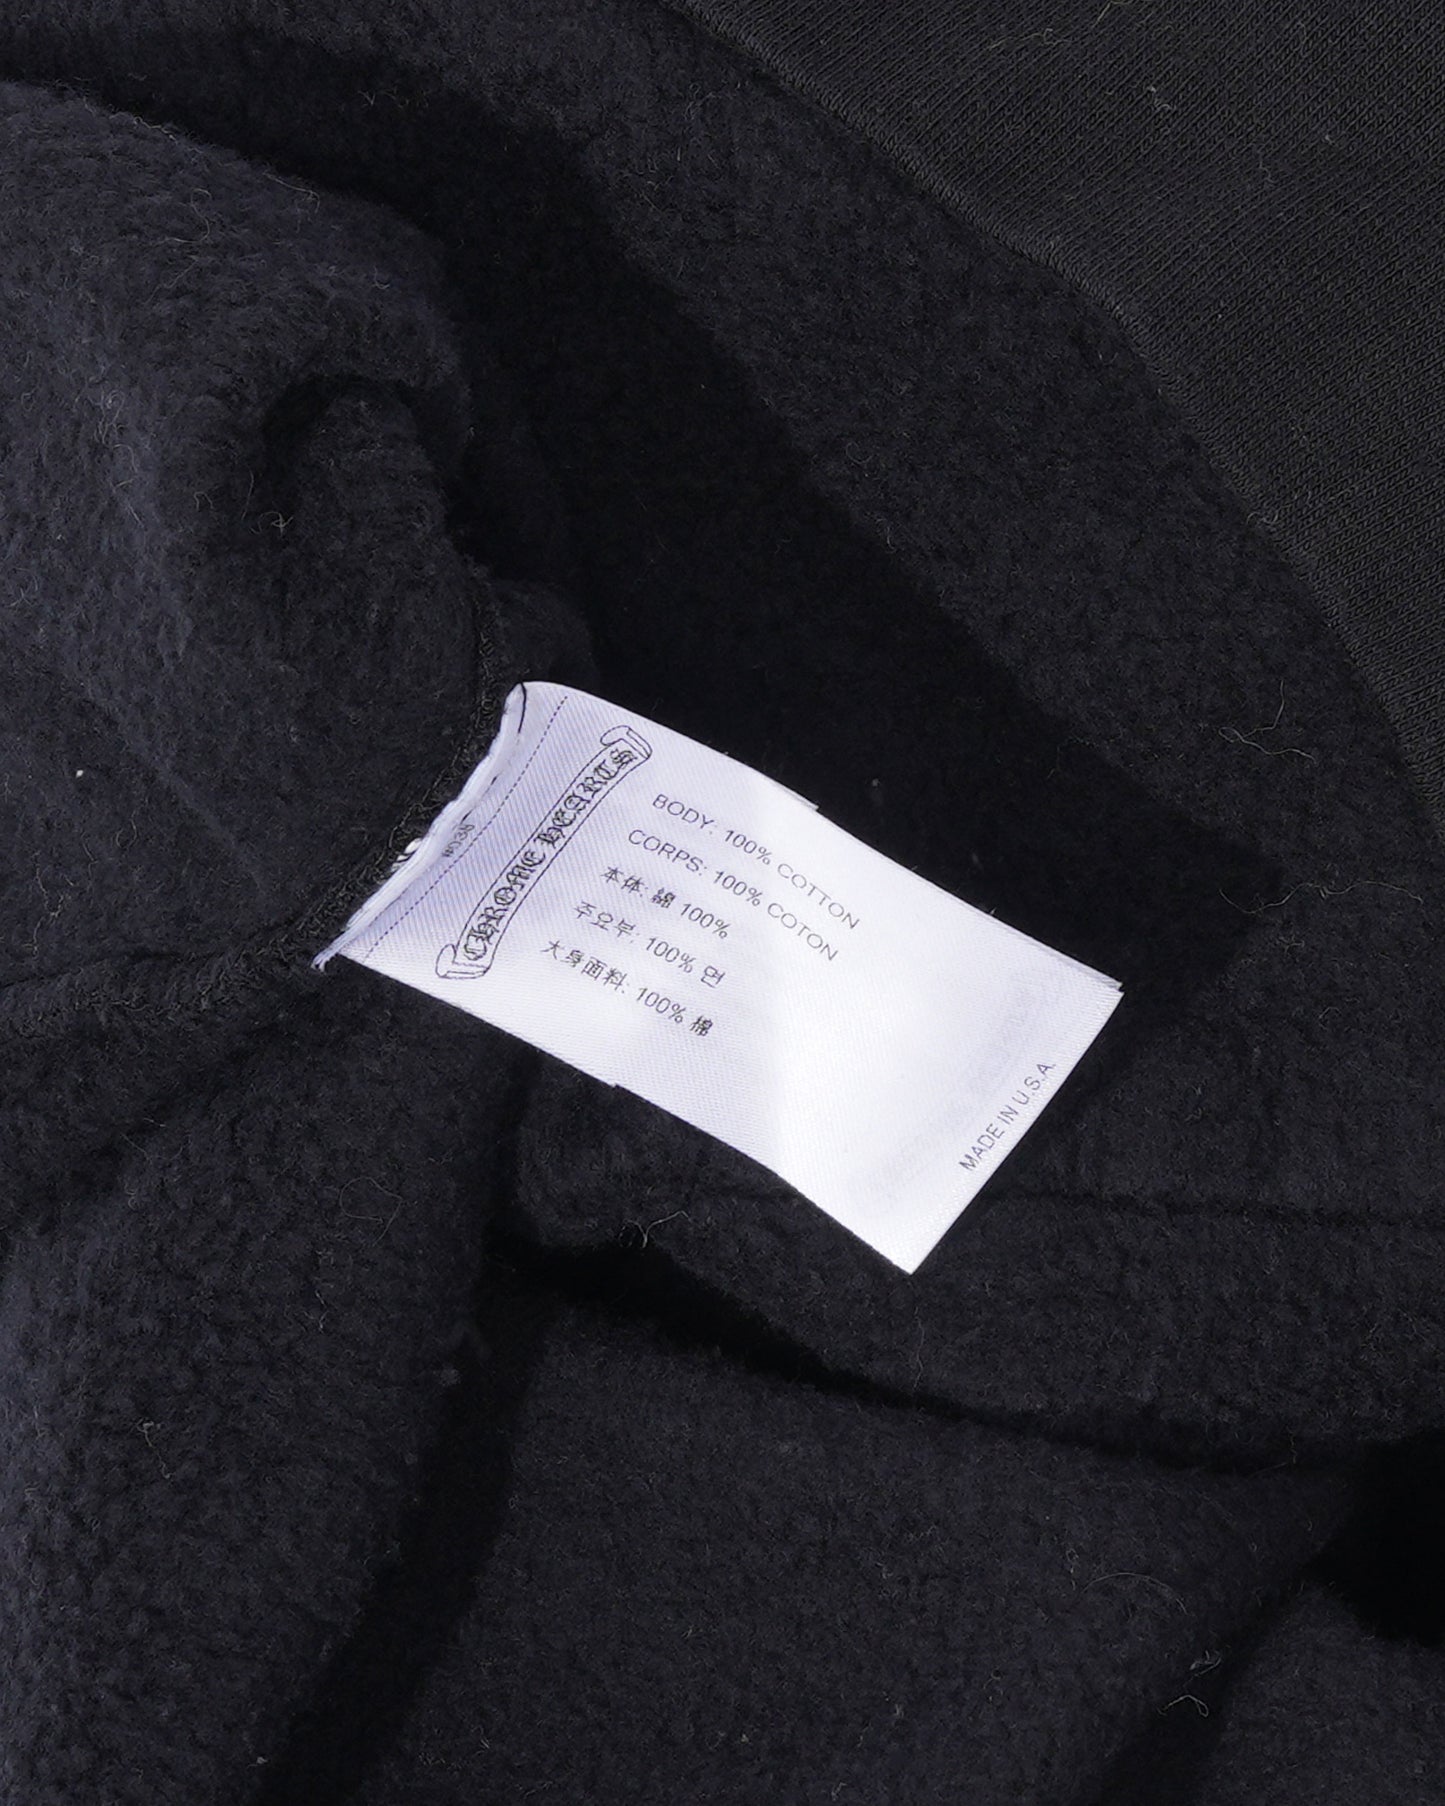 CHROME HEARTS
BODY: 100% COTTON
CORPS: 100% COTON
本体: 綿 100%
주요부: 100% 면
大身面料: 100% 棉
MADE IN U.S.A.